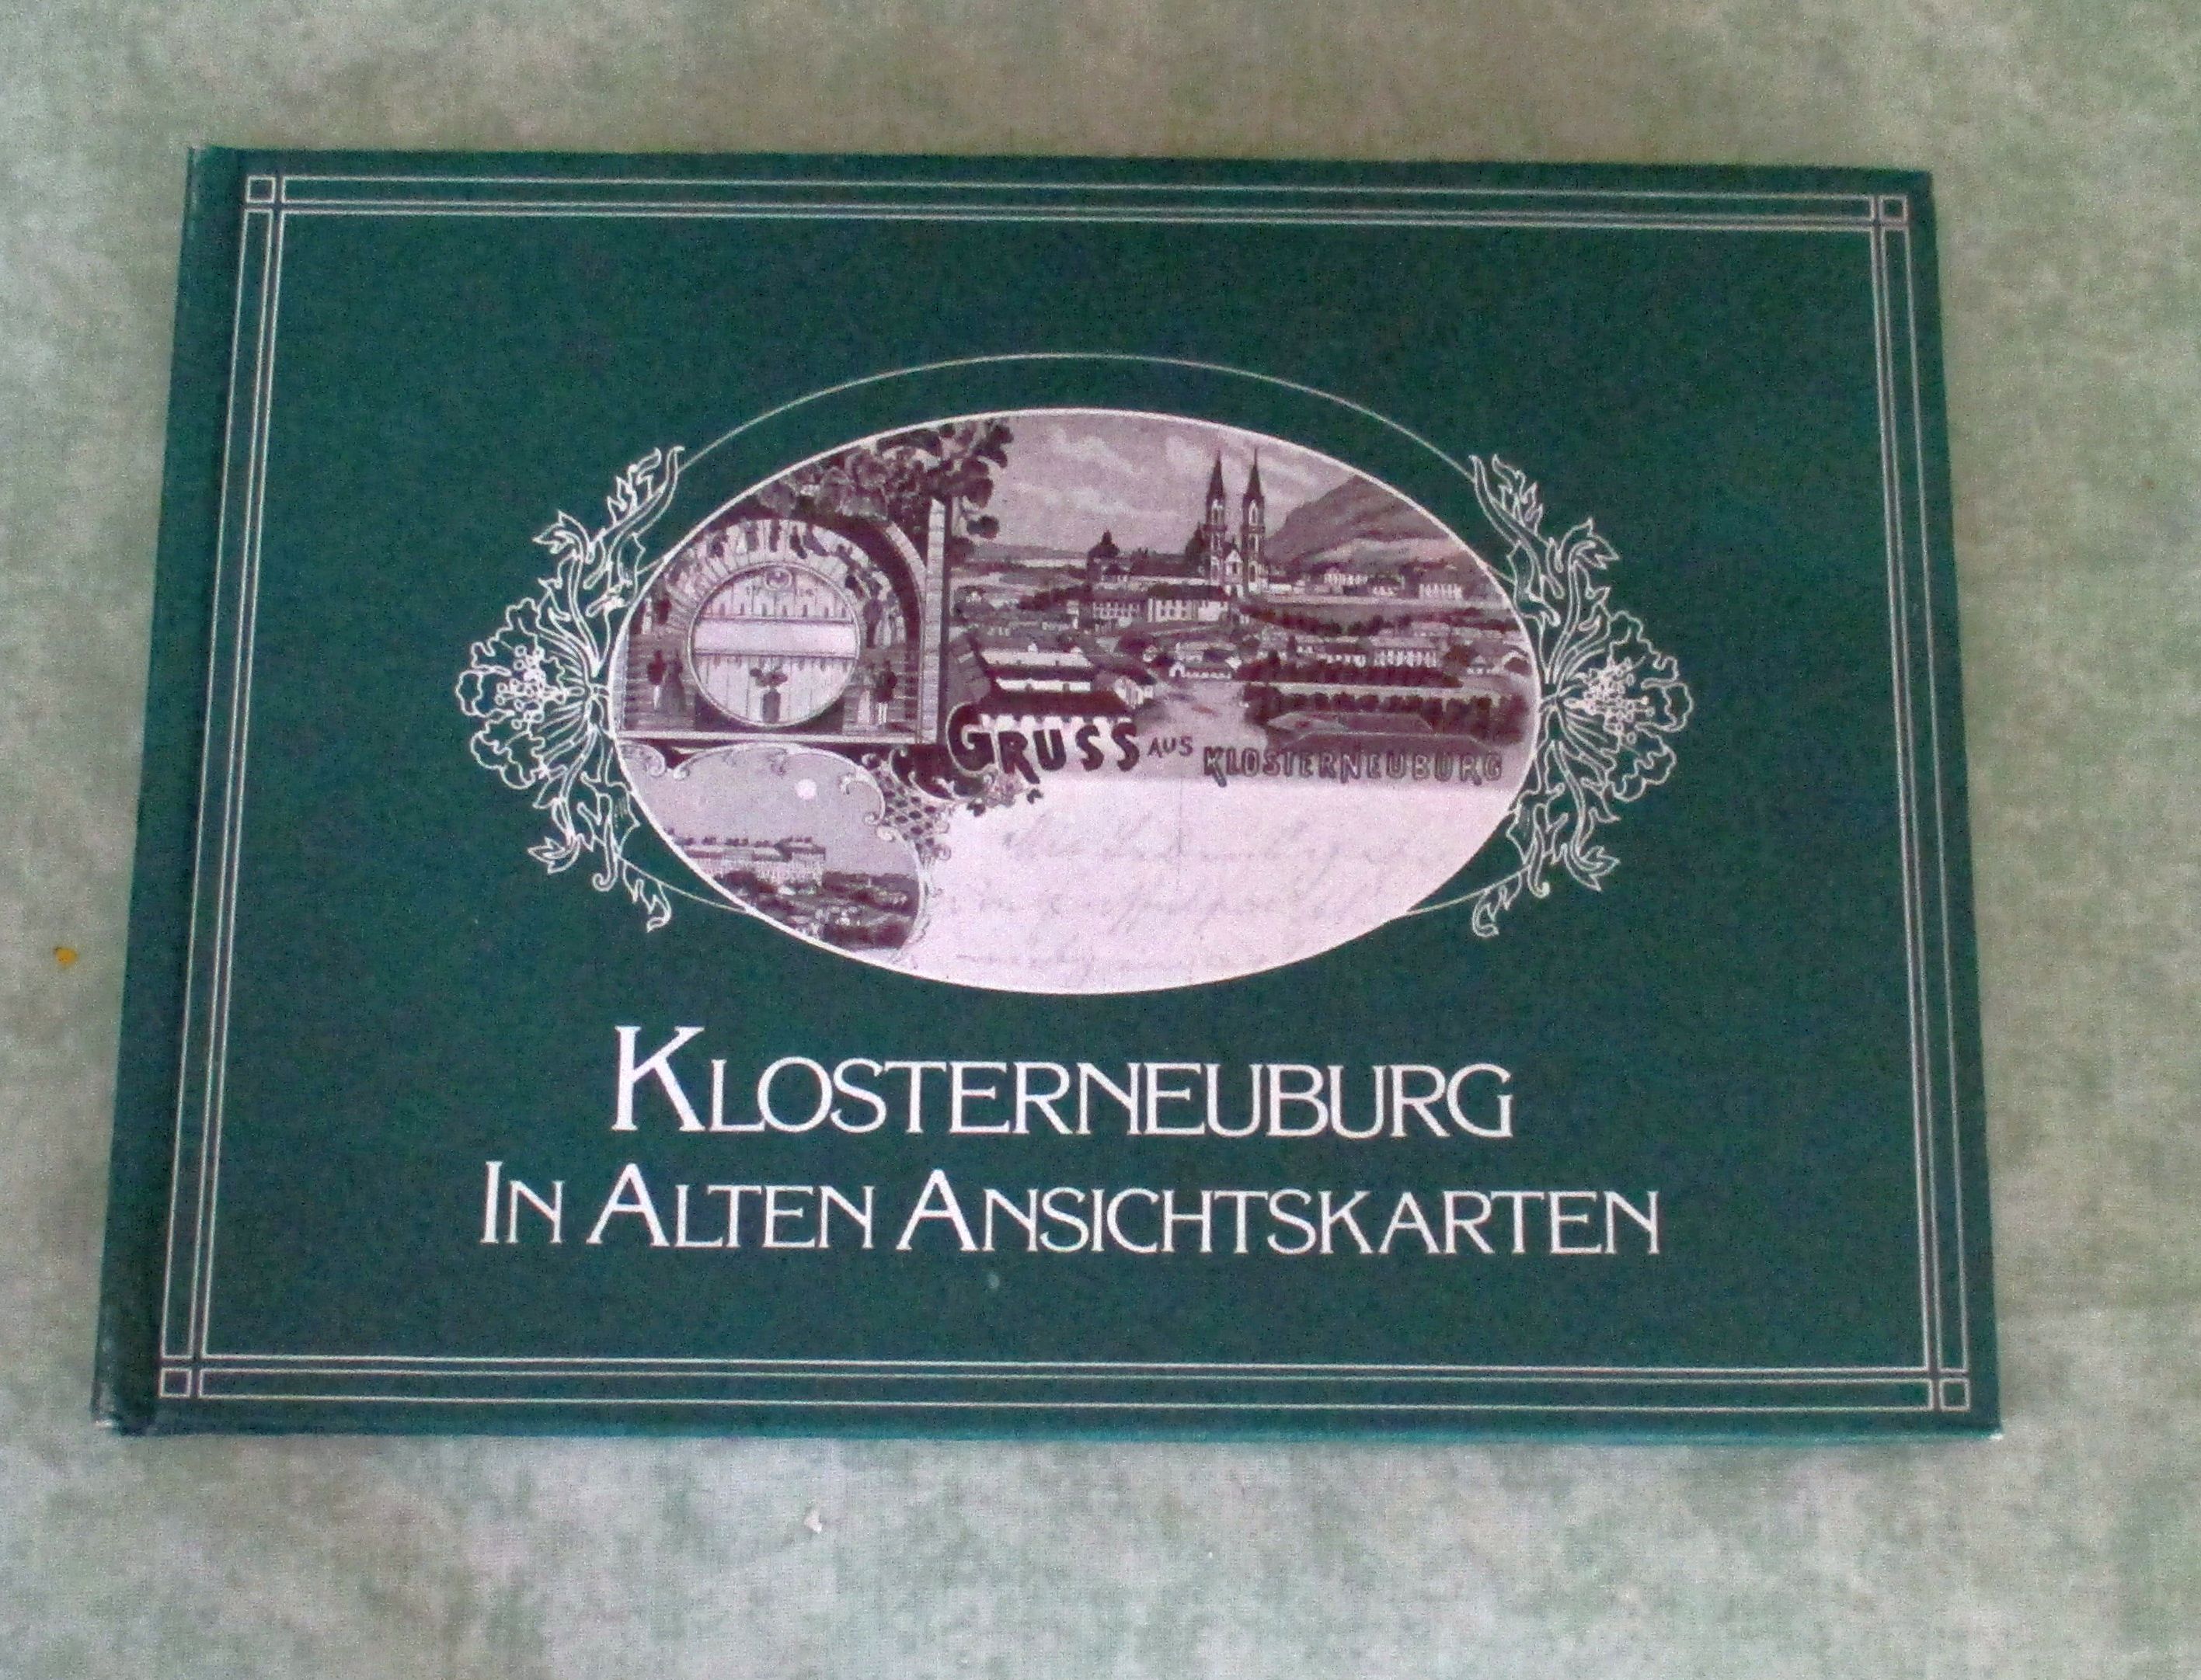 GRUSS AUS KLOSTERNEUBURG
KLOSTERNEUBURG
IN ALTEN ANSICHTSKARTEN